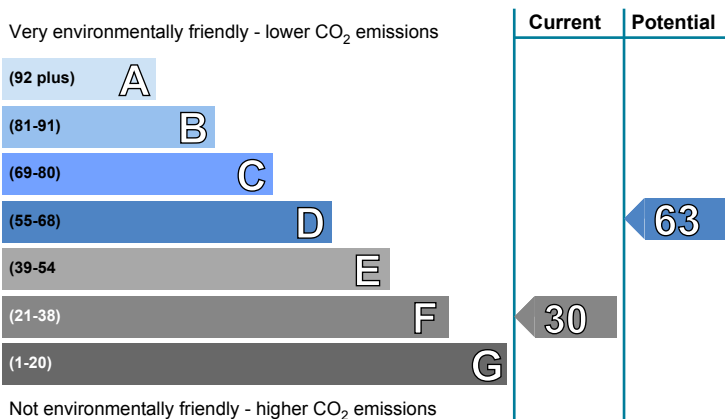 Very environmentally friendly - lower CO2 emissions
Current
Potential
(92 plus) A
(81-91) B
(69-80) C
(55-68) D
63
(39-54 E
(21-38) F
30
(1-20) G
Not environmentally friendly - higher CO2 emissions